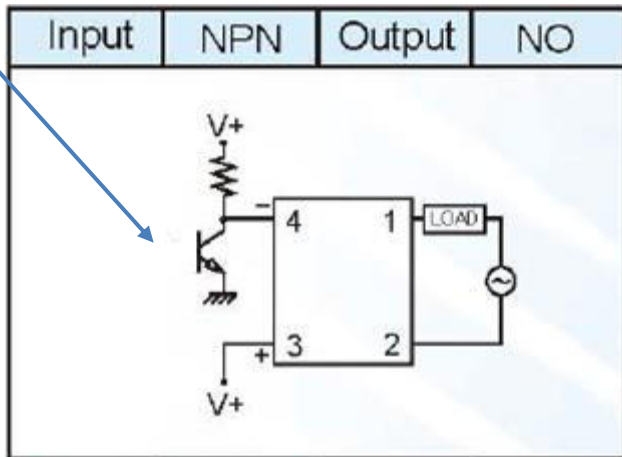 Input NPN Output NO
V+
− 4 1 LOAD
+ 3 2
V+